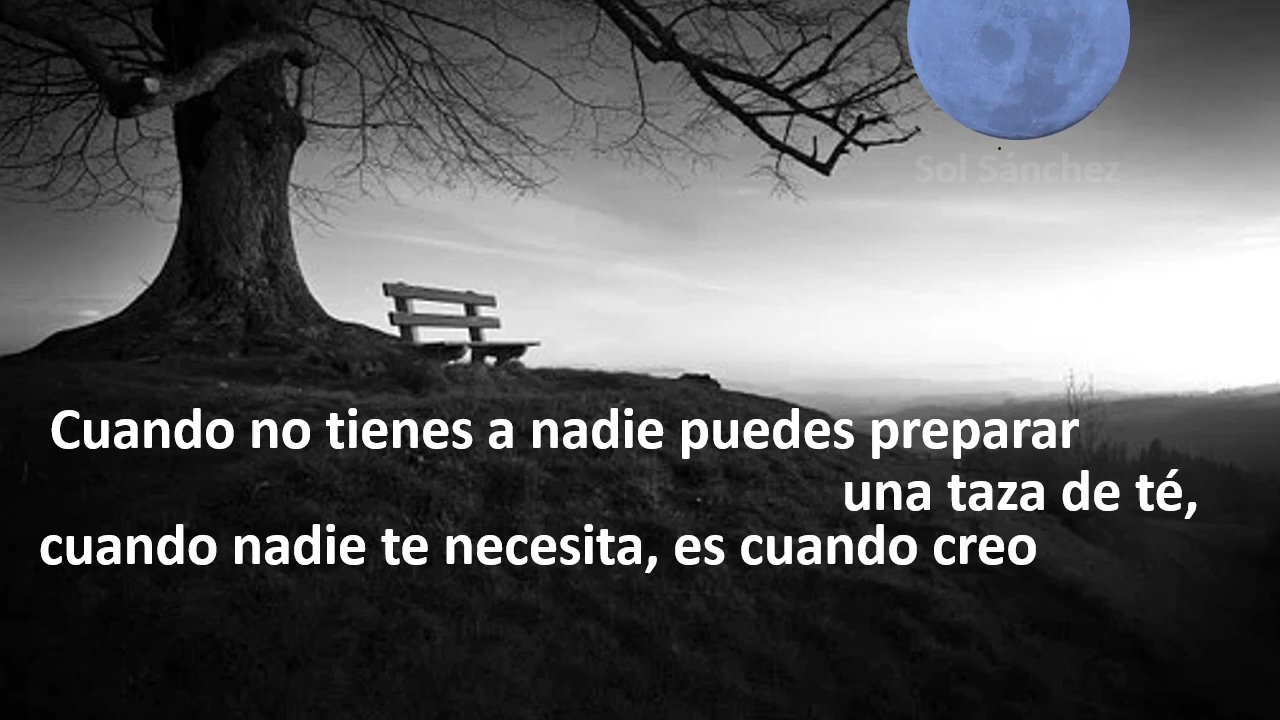 Sol Sánchez
Cuando no tienes a nadie puedes preparar
una taza de té,
cuando nadie te necesita, es cuando creo